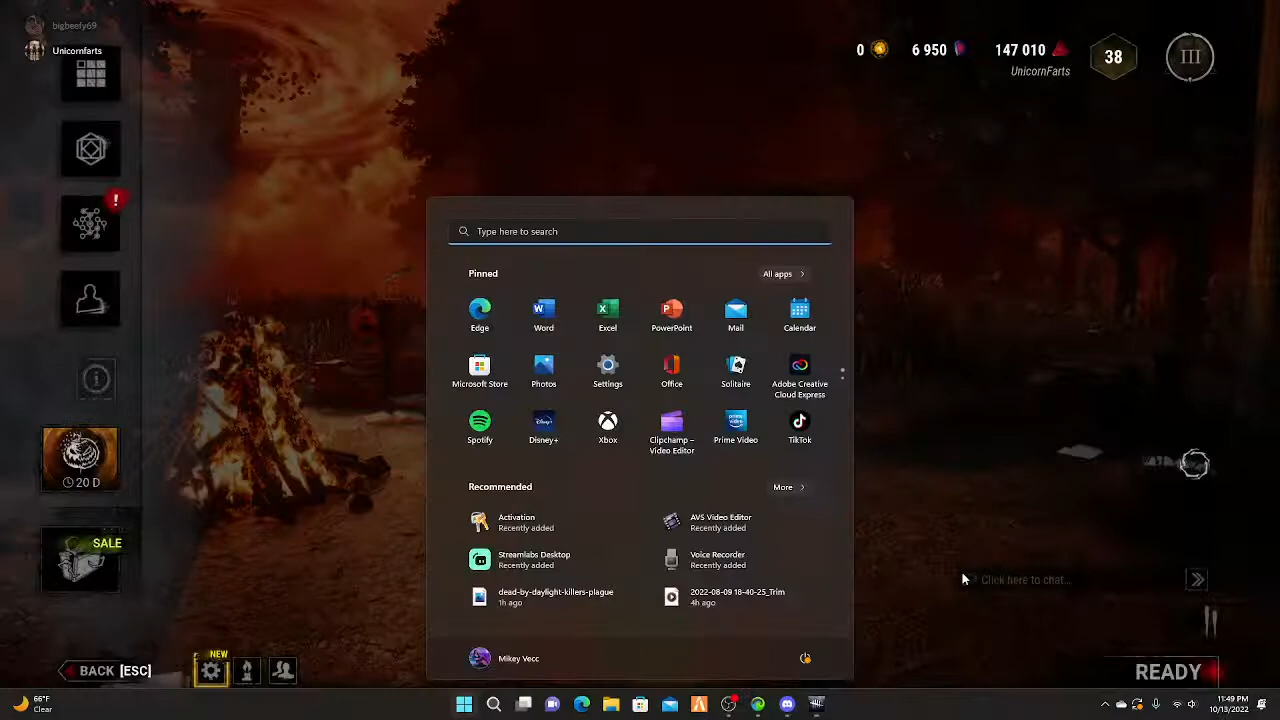 bigbeefy69
Unicornfarts
0
6 950
147 010
UnicornFarts
38
III
!
20 D
SALE
Type here to search
Pinned
All apps
Edge
Word
Excel
PowerPoint
Mail
Calendar
Microsoft Store
Photos
Settings
Office
Solitaire
Adobe Creative
Cloud Express
Spotify
Disney+
Xbox
Clipchamp –
Video Editor
Prime Video
TikTok
Recommended
More
Activation
Recently added
AVS Video Editor
Recently added
Streamlabs Desktop
Recently added
Voice Recorder
Recently added
dead-by-daylight-killers-plague
1h ago
2022-08-09 18-40-25_Trim
4h ago
Mikey Vecc
Click here to chat...
BACK [ESC]
NEW
READY
66°F
Clear
11:49 PM
10/13/2022